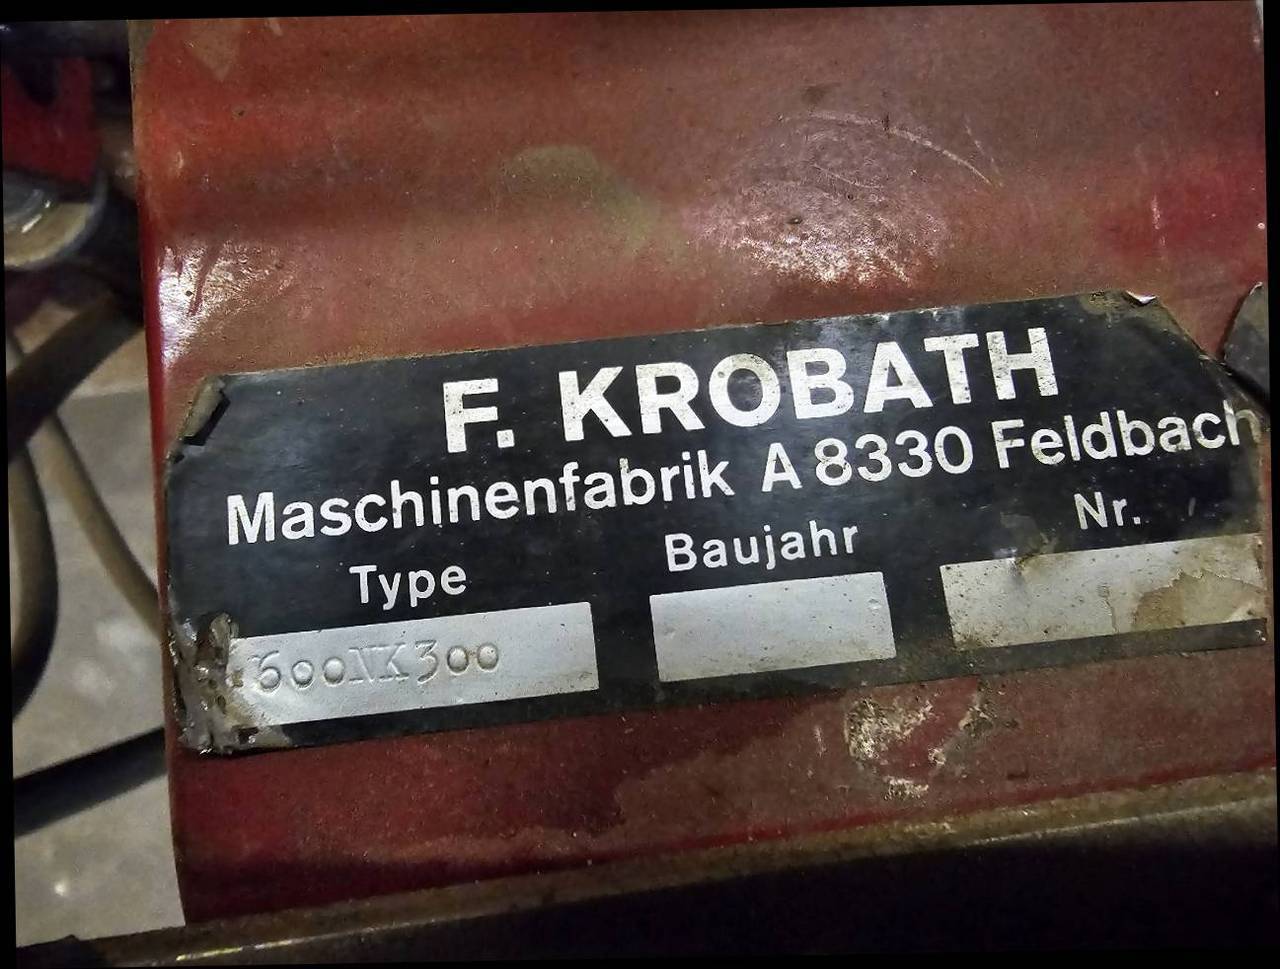 F. KROBATH
Maschinenfabrik A 8330 Feldbach
Type Baujahr Nr.
600NK300